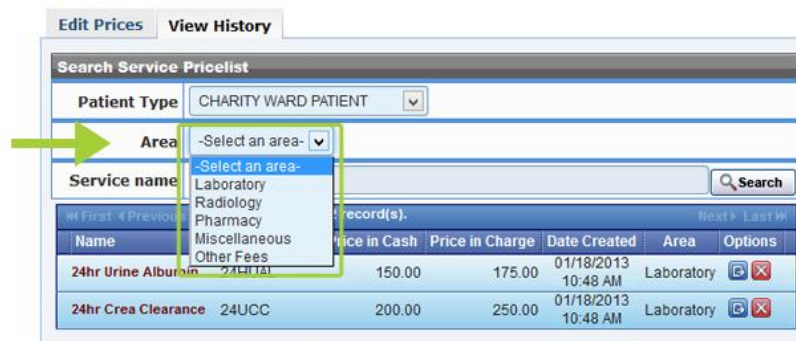 Edit Prices View History
Search Service Pricelist
Patient Type CHARITY WARD PATIENT
Area -Select an area-
-Select an area-
Service name Search
Laboratory
Radiology
Pharmacy
Miscellaneous
Other Fees
First Previous record(s). Next Last
Name Price in Cash Price in Charge Date Created Area Options
24hr Urine Albumin 24HUAL 150.00 175.00 01/18/2013 10:48 AM Laboratory
24hr Crea Clearance 24UCC 200.00 250.00 01/18/2013 10:48 AM Laboratory